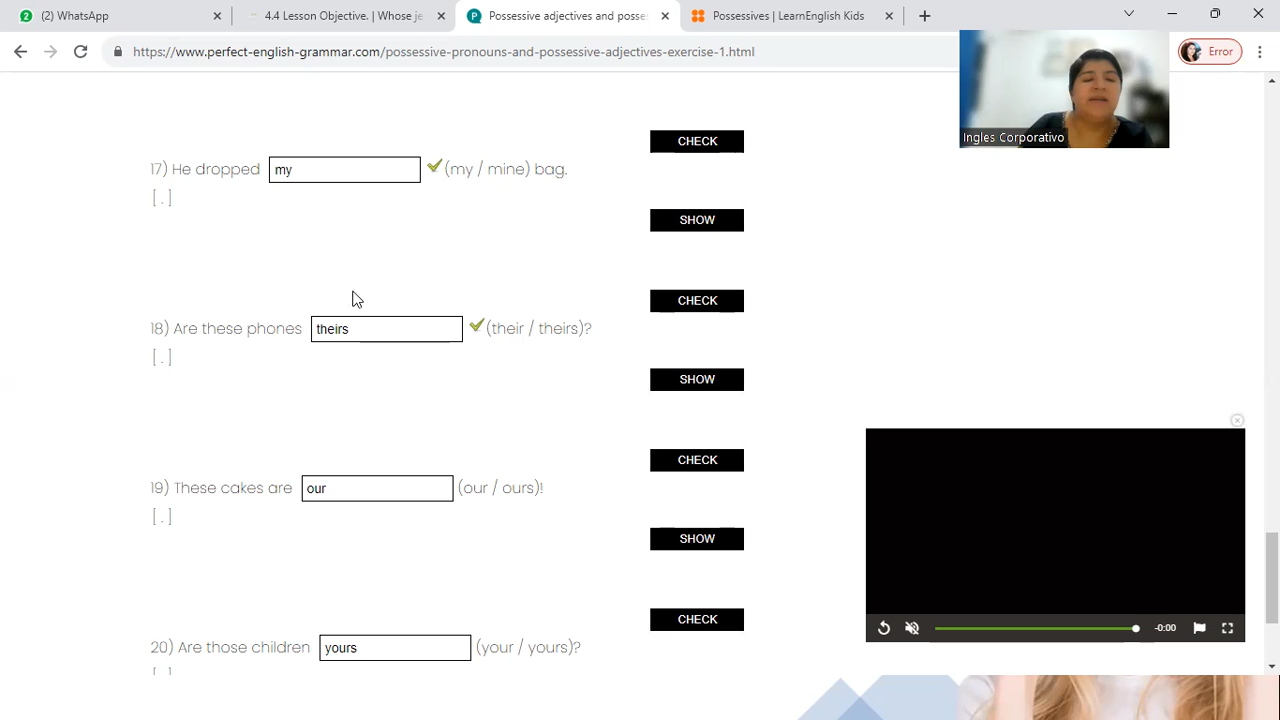 (2) WhatsApp
4.4 Lesson Objective. | Whose je
Possessive adjectives and posse
Possessives | LearnEnglish Kids
https://www.perfect-english-grammar.com/possessive-pronouns-and-possessive-adjectives-exercise-1.html
Error
Ingles Corporativo
CHECK
17) He dropped my (my / mine) bag.
[ . ]
SHOW
CHECK
18) Are these phones theirs (their / theirs)?
[ . ]
SHOW
CHECK
19) These cakes are our (our / ours)!
[ . ]
SHOW
CHECK
20) Are those children yours (your / yours)?
-0:00